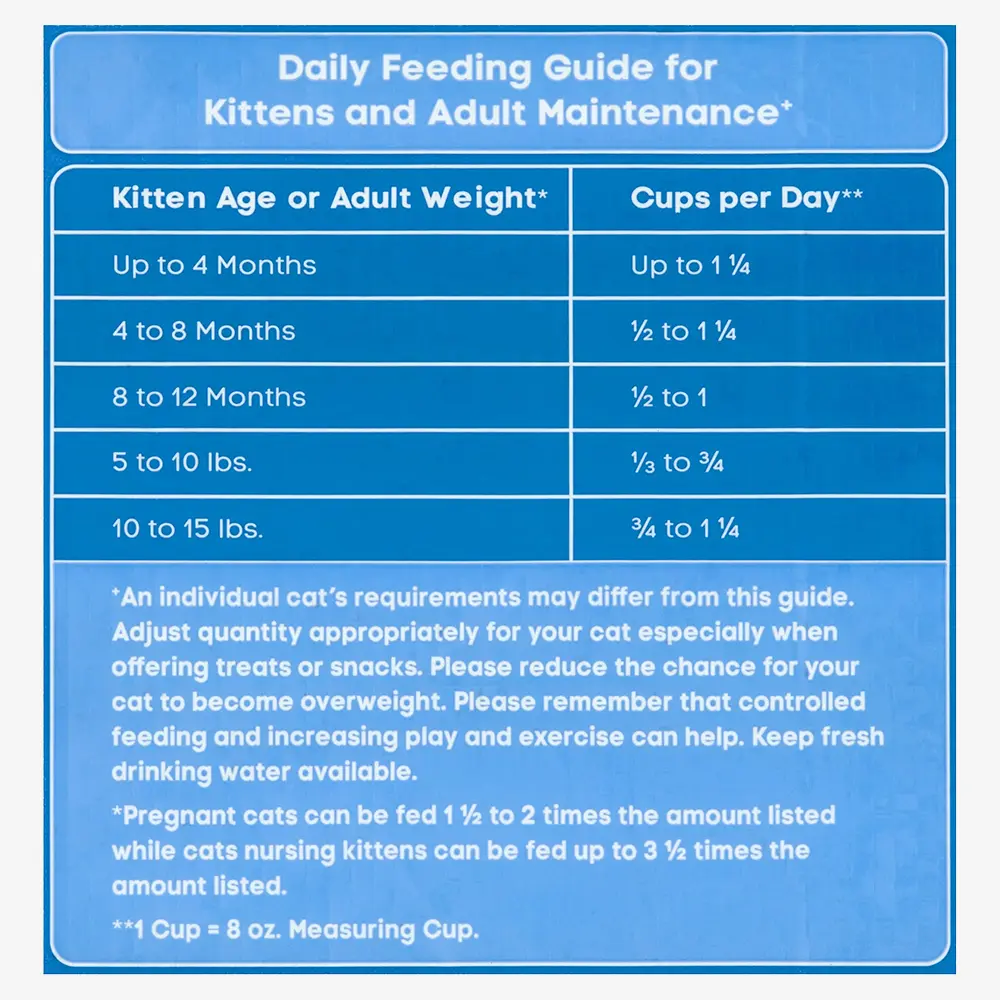 Daily Feeding Guide for
Kittens and Adult Maintenance⁺
Kitten Age or Adult Weight* Cups per Day**
Up to 4 Months Up to 1 ¼
4 to 8 Months ½ to 1 ¼
8 to 12 Months ½ to 1
5 to 10 lbs. ⅓ to ¾
10 to 15 lbs. ¾ to 1 ¼
⁺An individual cat's requirements may differ from this guide.
Adjust quantity appropriately for your cat especially when
offering treats or snacks. Please reduce the chance for your
cat to become overweight. Please remember that controlled
feeding and increasing play and exercise can help. Keep fresh
drinking water available.
*Pregnant cats can be fed 1 ½ to 2 times the amount listed
while cats nursing kittens can be fed up to 3 ½ times the
amount listed.
**1 Cup = 8 oz. Measuring Cup.